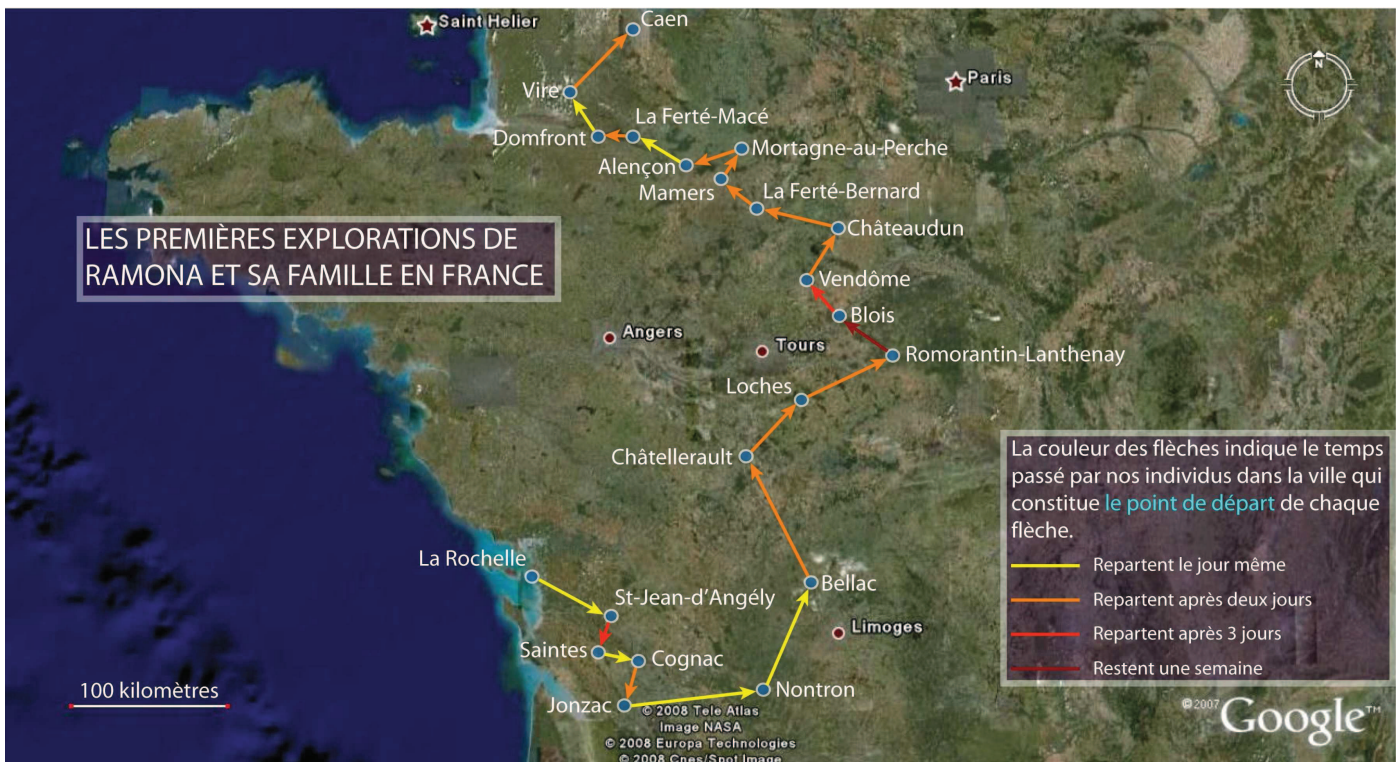 Saint Helier
Caen
N
Paris
Vire
La Ferté-Macé
Domfront
Mortagne-au-Perche
Alençon
Mamers
La Ferté-Bernard
LES PREMIÈRES EXPLORATIONS DE
RAMONA ET SA FAMILLE EN FRANCE
Châteaudun
Vendôme
Blois
Angers
Tours
Romorantin-Lanthenay
Loches
Châtellerault
La couleur des flèches indique le temps
passé par nos individus dans la ville qui
constitue le point de départ de chaque
flèche.
Repartent le jour même
Repartent après deux jours
Repartent après 3 jours
Restent une semaine
La Rochelle
Bellac
St-Jean-d'Angély
Limoges
Saintes
Cognac
Nontron
Jonzac
100 kilomètres
© 2008 Tele Atlas
Image NASA
© 2008 Europa Technologies
© 2008 Cnes/Spot Image
©2007 Google™